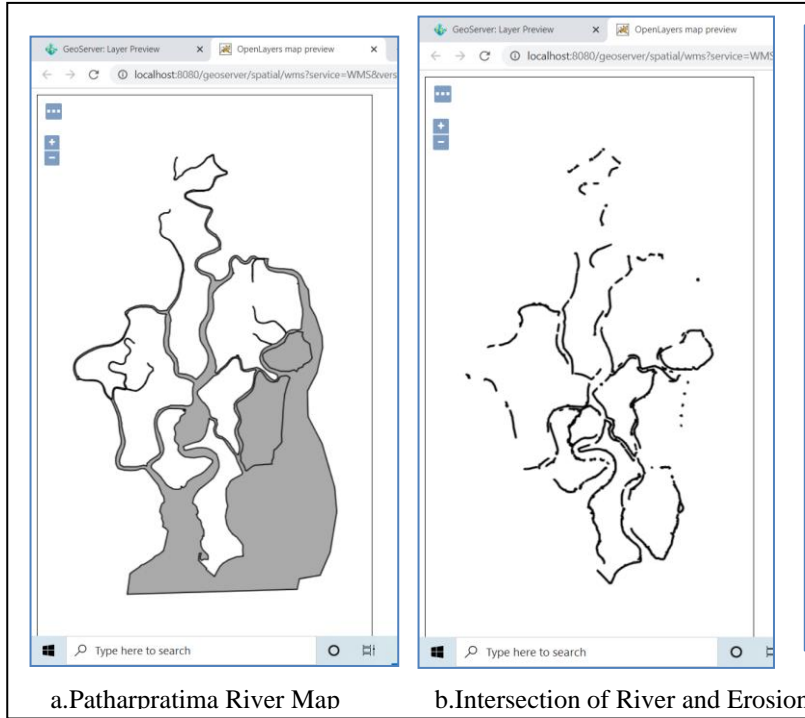 GeoServer: Layer Preview x OpenLayers map preview x
localhost:8080/geoserver/spatial/wms?service=WMS&vers
...
+
−
Type here to search
a.Patharpratima River Map
GeoServer: Layer Preview x OpenLayers map preview
localhost:8080/geoserver/spatial/wms?service=WMS
...
+
−
Type here to search
b.Intersection of River and Erosion